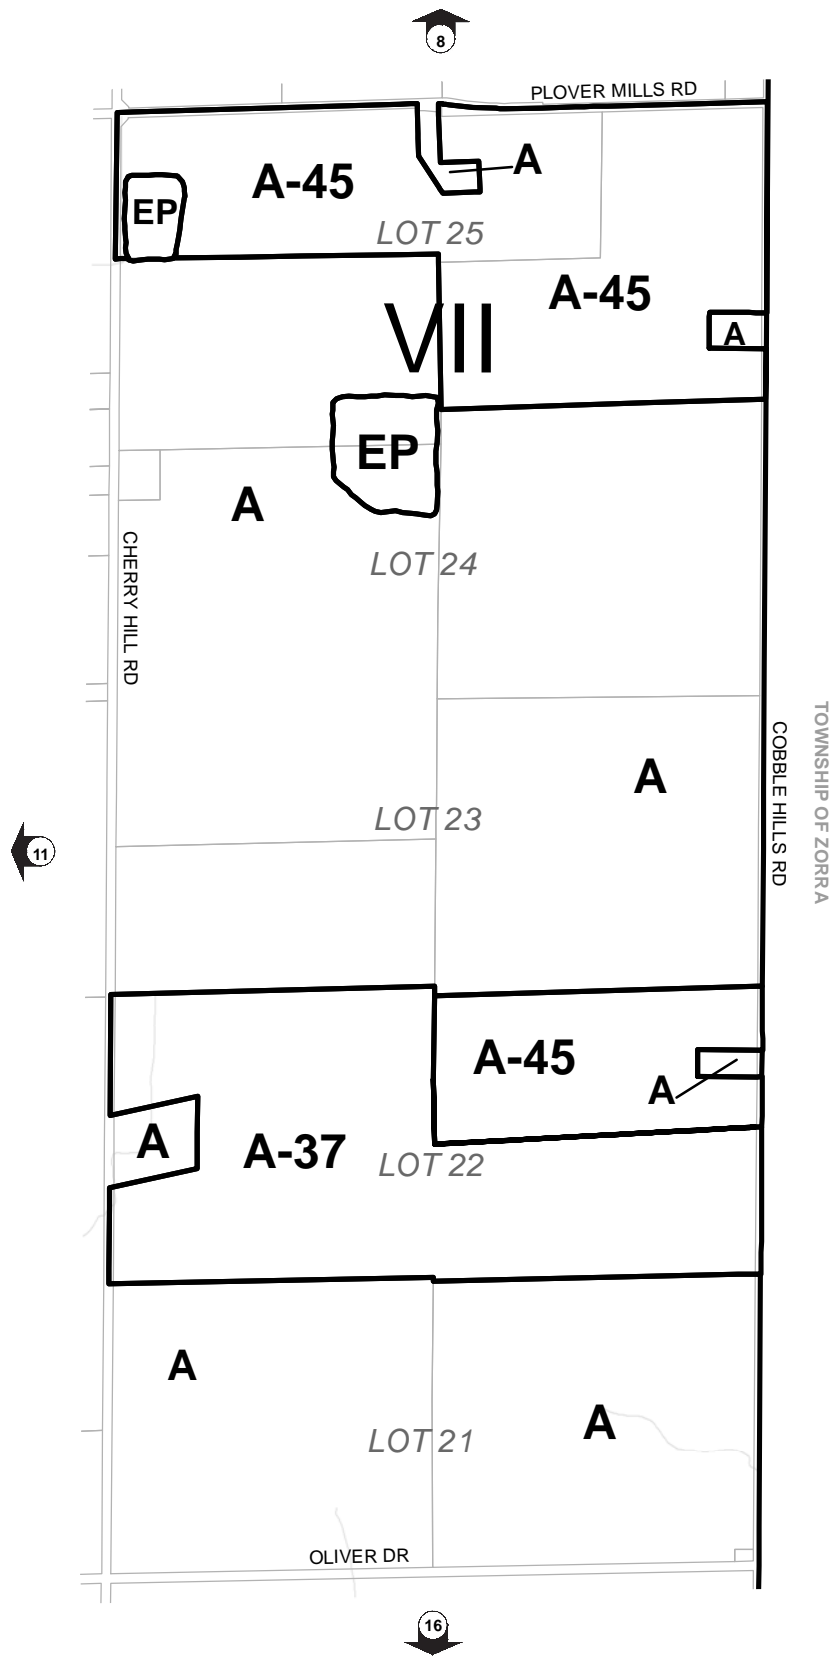 8
PLOVER MILLS RD
A
A-45
EP
LOT 25
A-45
VII
A
EP
A
CHERRY HILL RD
LOT 24
TOWNSHIP OF ZORRA
COBBLE HILLS RD
A
LOT 23
11
A-45
A
A
A-37
LOT 22
A
A
LOT 21
OLIVER DR
16